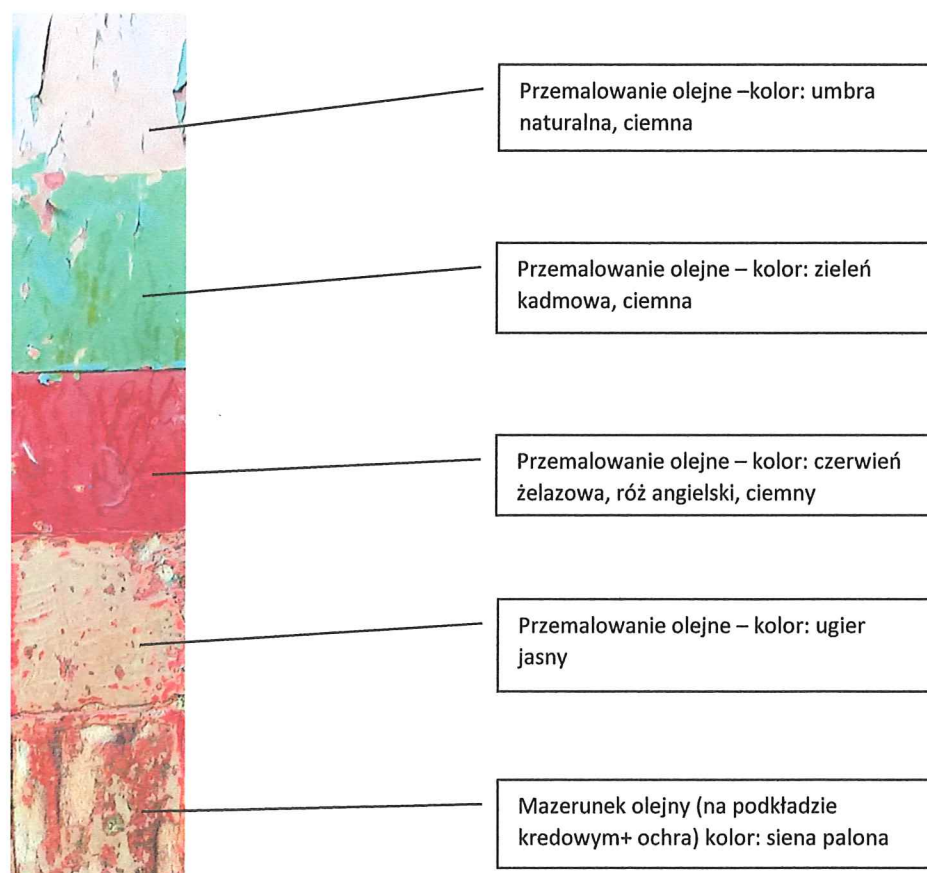 Przemalowanie olejne –kolor: umbra
naturalna, ciemna
Przemalowanie olejne – kolor: zieleń
kadmowa, ciemna
Przemalowanie olejne – kolor: czerwień
żelazowa, róż angielski, ciemny
Przemalowanie olejne – kolor: ugier
jasny
Mazerunek olejny (na podkładzie
kredowym+ ochra) kolor: siena palona